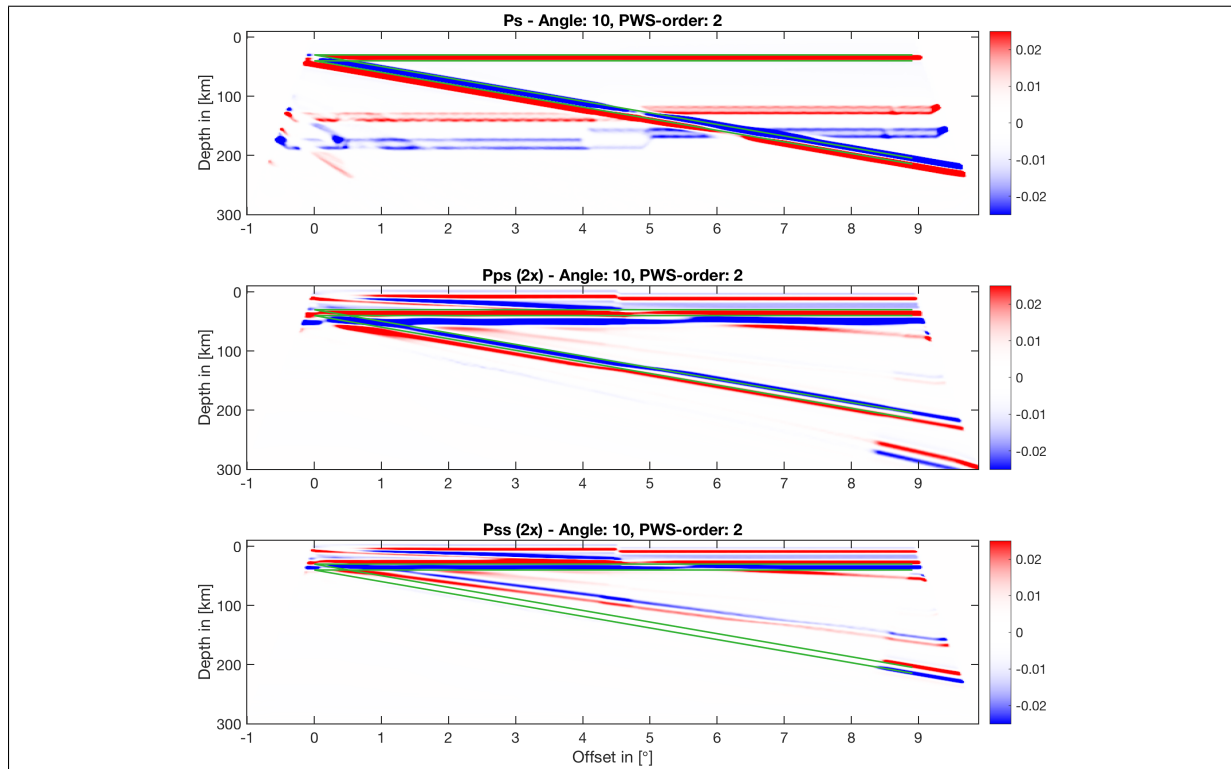 Ps - Angle: 10, PWS-order: 2
Depth in [km]
0
100
200
300
-1 0 1 2 3 4 5 6 7 8 9
0.02
0.01
0
-0.01
-0.02
Pps (2x) - Angle: 10, PWS-order: 2
Depth in [km]
0
100
200
300
-1 0 1 2 3 4 5 6 7 8 9
0.02
0.01
0
-0.01
-0.02
Pss (2x) - Angle: 10, PWS-order: 2
Depth in [km]
0
100
200
300
-1 0 1 2 3 4 5 6 7 8 9
0.02
0.01
0
-0.01
-0.02
Offset in [°]